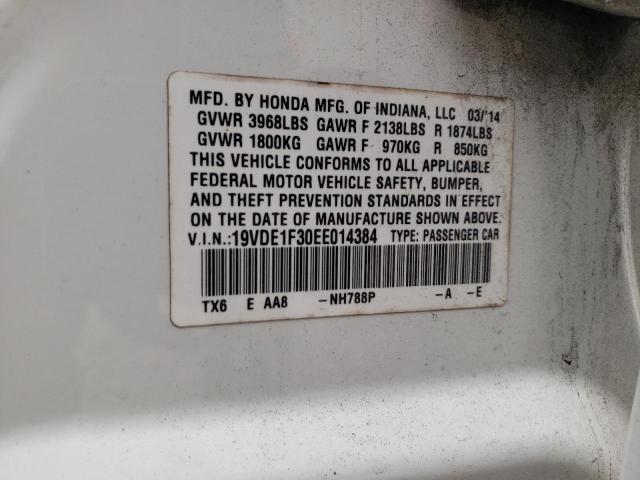 MFD. BY HONDA MFG. OF INDIANA, LLC 03/'14
GVWR 3968LBS GAWR F 2138LBS R 1874LBS
GVWR 1800KG GAWR F 970KG R 850KG
THIS VEHICLE CONFORMS TO ALL APPLICABLE
FEDERAL MOTOR VEHICLE SAFETY, BUMPER,
AND THEFT PREVENTION STANDARDS IN EFFECT
ON THE DATE OF MANUFACTURE SHOWN ABOVE.
V.I.N.:19VDE1F30EE014384 TYPE: PASSENGER CAR
TX6 E AA8 -NH788P -A -E